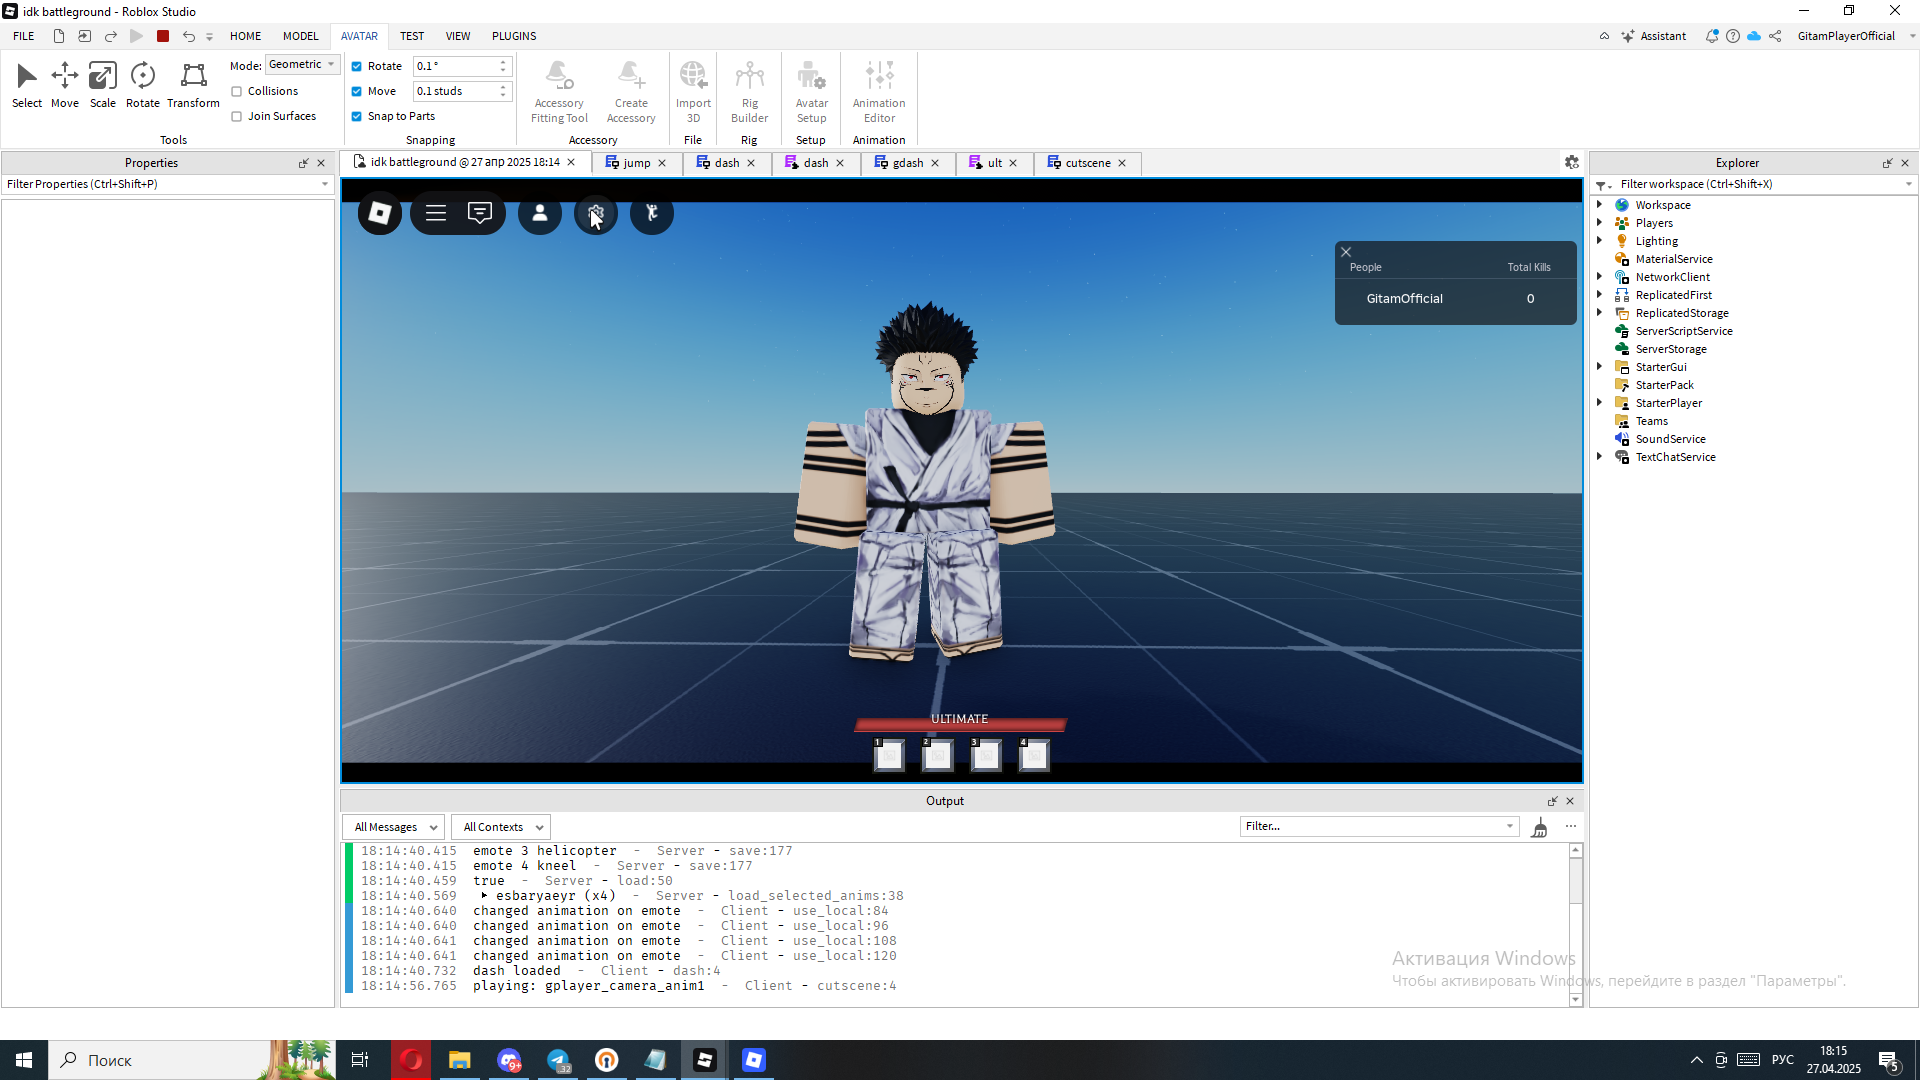 idk battleground - Roblox Studio
FILE HOME MODEL AVATAR TEST VIEW PLUGINS Assistant GitamPlayerOfficial
Select Move Scale Rotate Transform
Mode: Geometric
Collisions
Join Surfaces
Tools
Rotate 0.1°
Move 0.1 studs
Snap to Parts
Snapping
Accessory Fitting Tool
Create Accessory
Accessory
Import 3D
File
Rig Builder
Rig
Avatar Setup
Setup
Animation Editor
Animation
Properties
Filter Properties (Ctrl+Shift+P)
idk battleground @ 27 апр 2025 18:14 jump dash dash gdash ult cutscene
People Total Kills
GitamOfficial 0
ULTIMATE
1 2 3 4
Explorer
Filter workspace (Ctrl+Shift+X)
Workspace
Players
Lighting
MaterialService
NetworkClient
ReplicatedFirst
ReplicatedStorage
ServerScriptService
ServerStorage
StarterGui
StarterPack
StarterPlayer
Teams
SoundService
TextChatService
Output
All Messages All Contexts Filter...
18:14:40.415 emote 3 helicopter - Server - save:177
18:14:40.415 emote 4 kneel - Server - save:177
18:14:40.459 true - Server - load:50
18:14:40.569 esbaryaeyr (x4) - Server - load_selected_anims:38
18:14:40.640 changed animation on emote - Client - use_local:84
18:14:40.640 changed animation on emote - Client - use_local:96
18:14:40.641 changed animation on emote - Client - use_local:108
18:14:40.641 changed animation on emote - Client - use_local:120
18:14:40.732 dash loaded - Client - dash:4
18:14:56.765 playing: gplayer_camera_anim1 - Client - cutscene:4
Активация Windows
Чтобы активировать Windows, перейдите в раздел "Параметры".
Поиск
9+
32
РУС
18:15
27.04.2025
5